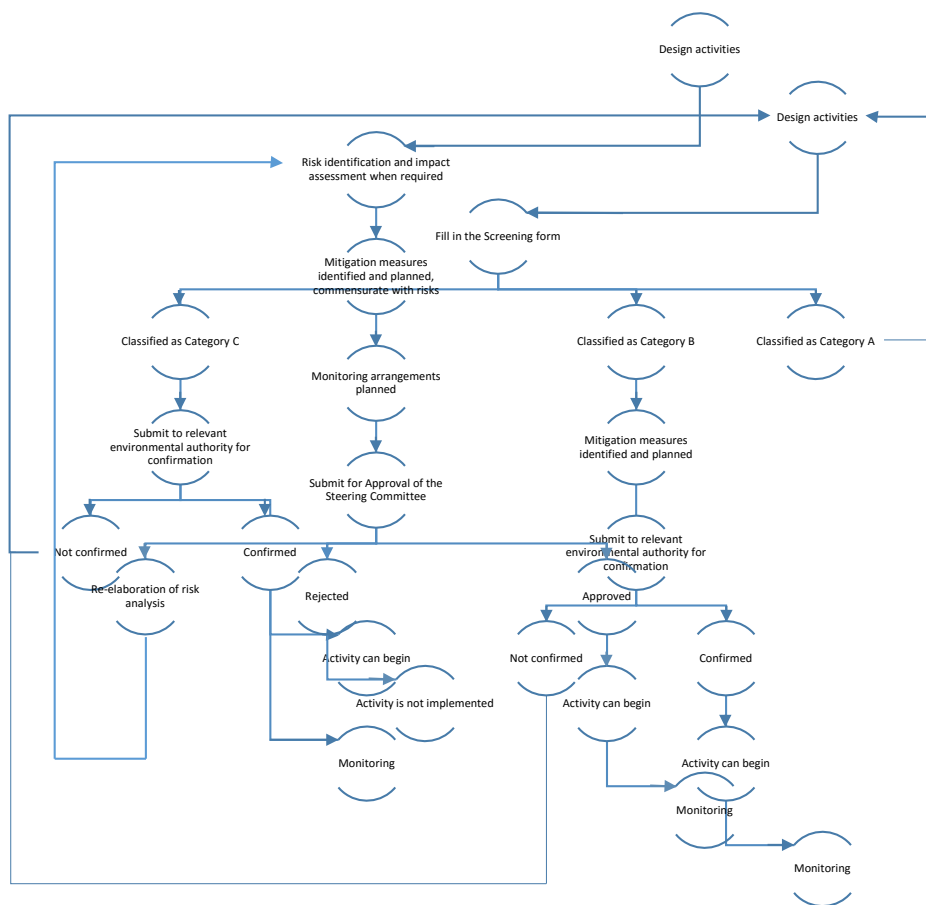 Design activities
Design activities
Risk identification and impact
assessment when required
Fill in the Screening form
Mitigation measures
identified and planned,
commensurate with risks
Classified as Category C
Classified as Category B
Classified as Category A
Monitoring arrangements
planned
Submit to relevant
environmental authority for
confirmation
Mitigation measures
identified and planned
Submit for Approval of the
Steering Committee
Not confirmed
Confirmed
Submit to relevant
environmental authority for
confirmation
Re-elaboration of risk
analysis
Rejected
Approved
Activity can begin
Not confirmed
Confirmed
Activity is not implemented
Activity can begin
Monitoring
Activity can begin
Monitoring
Monitoring